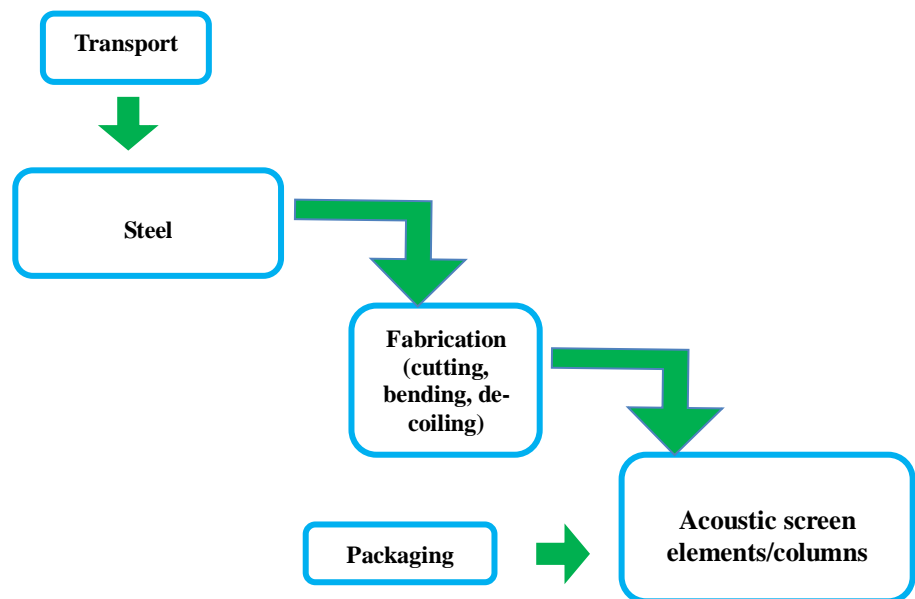 Transport
Steel
Fabrication
(cutting,
bending, de-
coiling)
Acoustic screen
elements/columns
Packaging